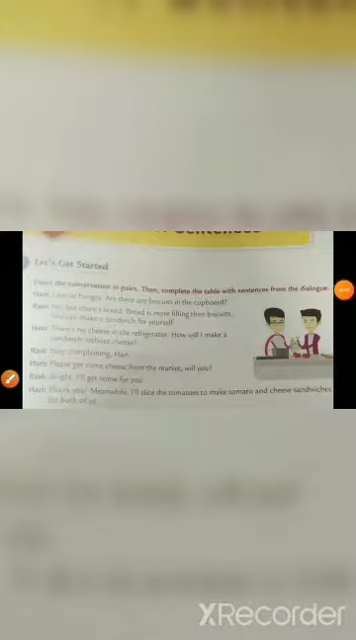 Sentences
Let's Get Started
Enact the conversation in pairs. Then, complete the table with sentences from the dialogue.
Hari: I am so hungry. Are there any biscuits in the cupboard?
Ravi: No, but there's bread. Bread is more filling than biscuits.
You can make a sandwich for yourself.
Hari: There's no cheese in the refrigerator. How will I make a
sandwich without cheese?
Ravi: Stop complaining, Hari.
Hari: Please get some cheese from the market, will you?
Ravi: Alright, I'll get some for you.
Hari: Thank you! Meanwhile, I'll slice the tomatoes to make tomato and cheese sandwiches
for both of us.
XRecorder